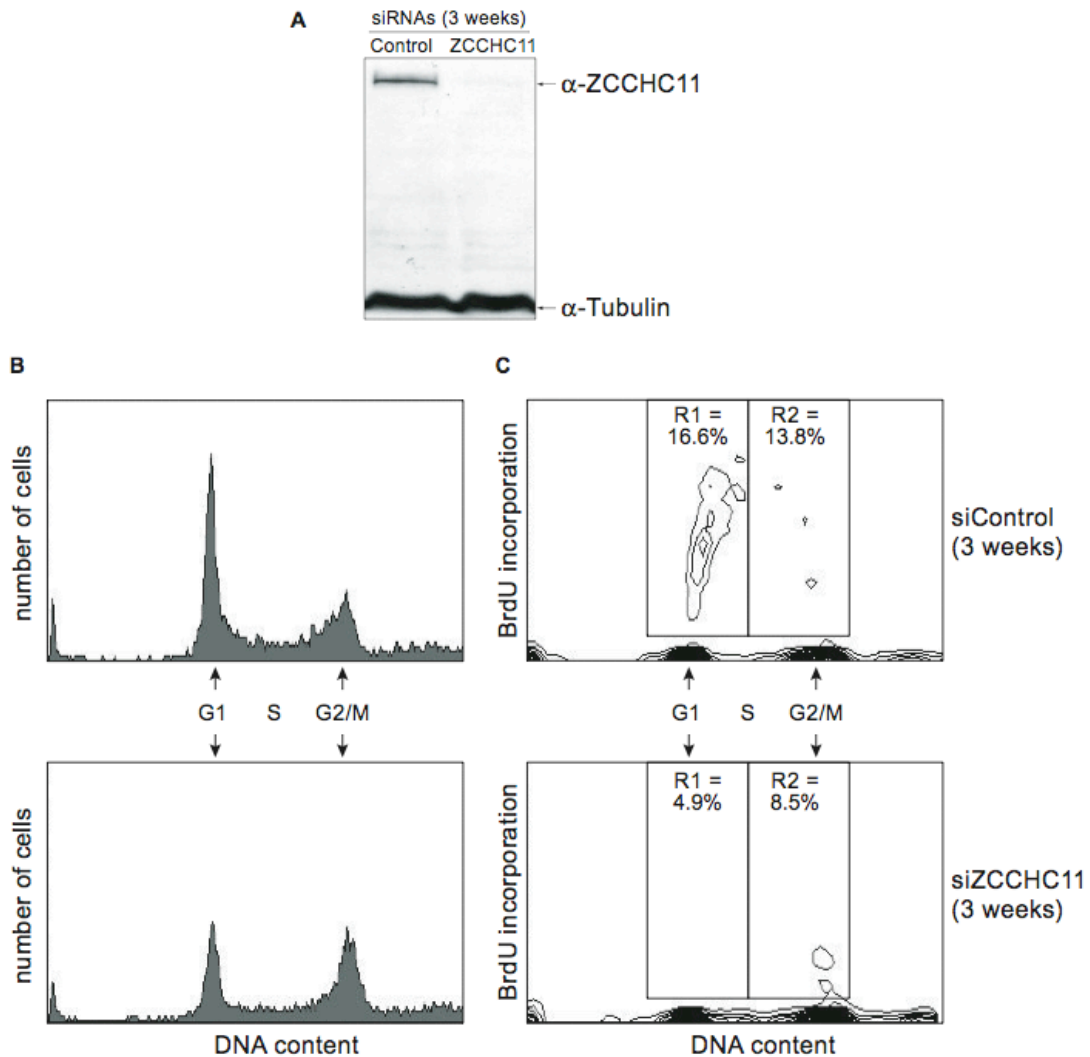 A
siRNAs (3 weeks)
Control ZCCHC11
α-ZCCHC11
α-Tubulin
B
C
number of cells
BrdU incorporation
R1 =
16.6%
R2 =
13.8%
siControl
(3 weeks)
G1 S G2/M
G1 S G2/M
number of cells
BrdU incorporation
R1 =
4.9%
R2 =
8.5%
siZCCHC11
(3 weeks)
DNA content
DNA content